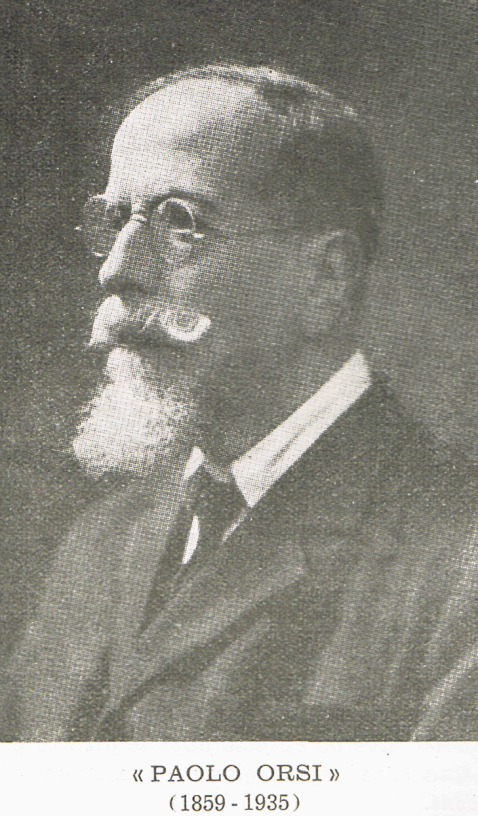 « PAOLO ORSI »
(1859 - 1935)